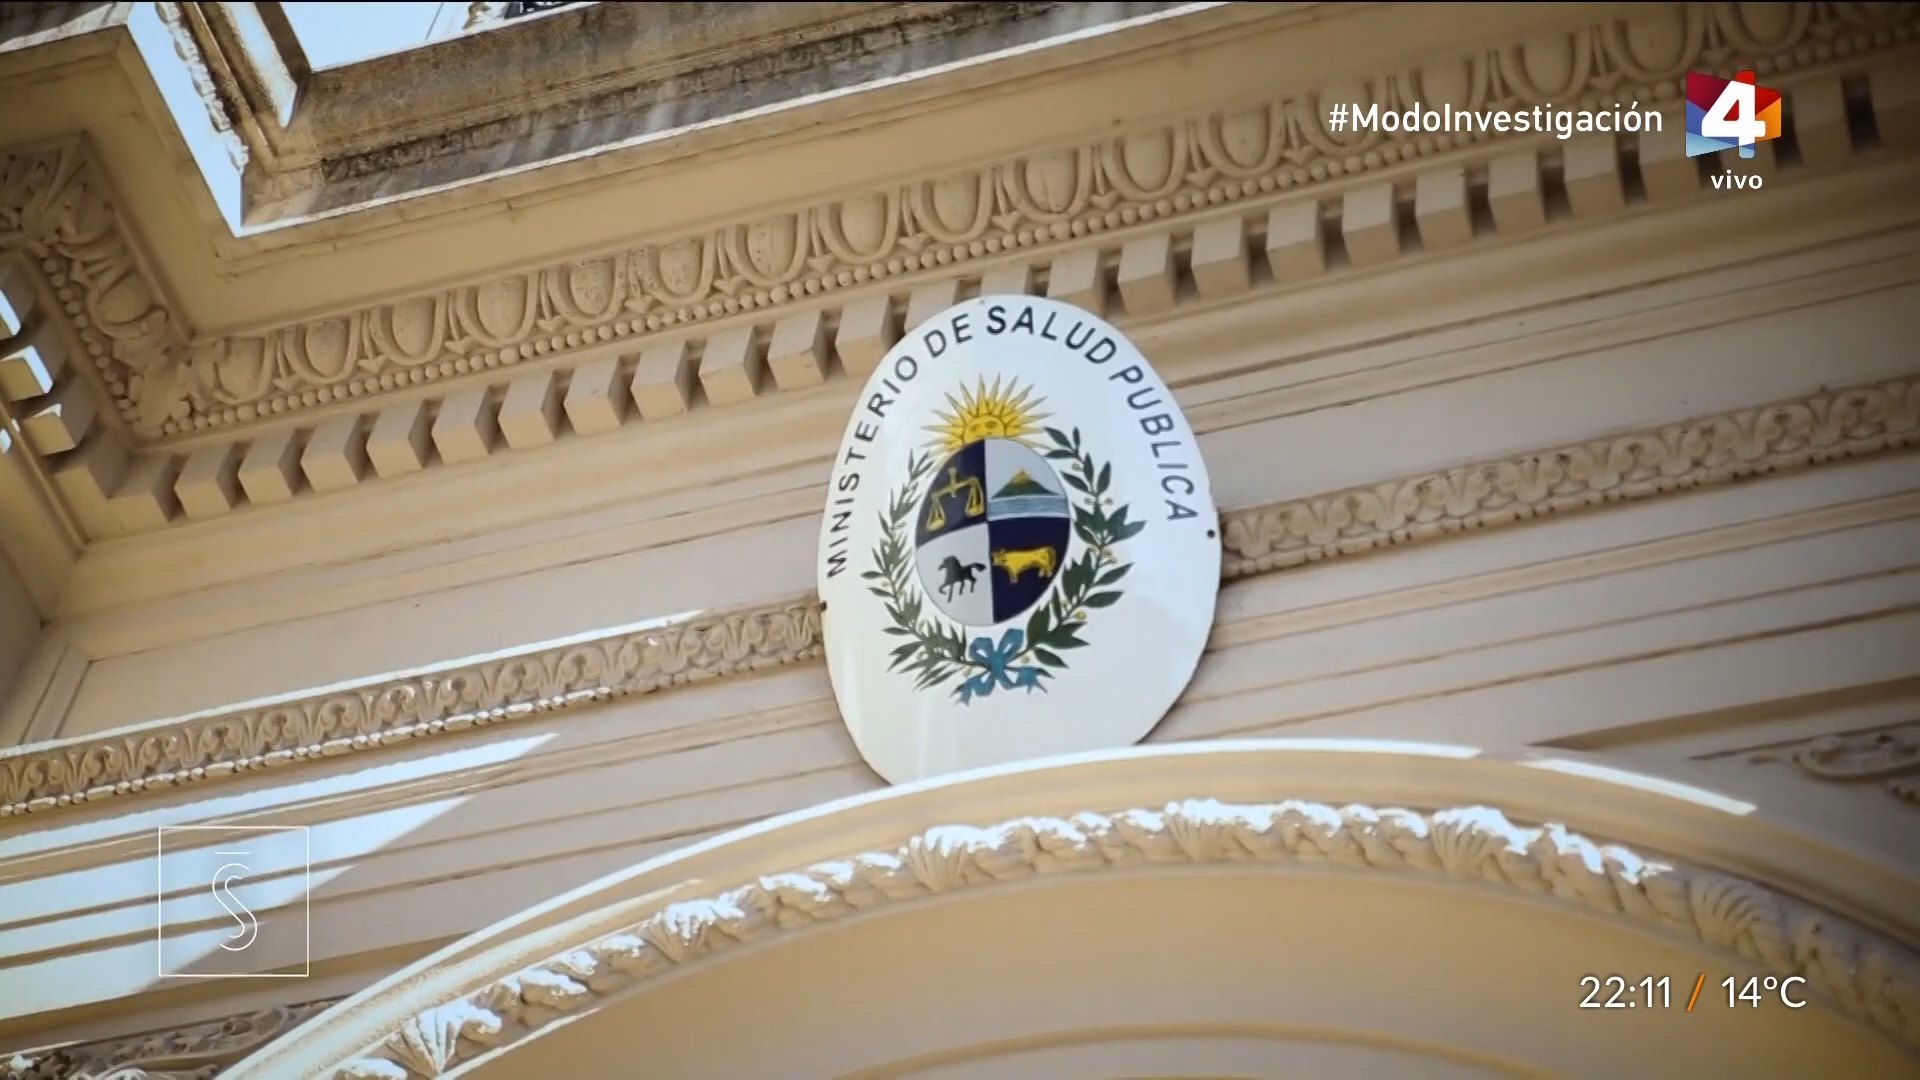 #ModoInvestigación
4
vivo
MINISTERIO DE SALUD PUBLICA
S
22:11 / 14°C